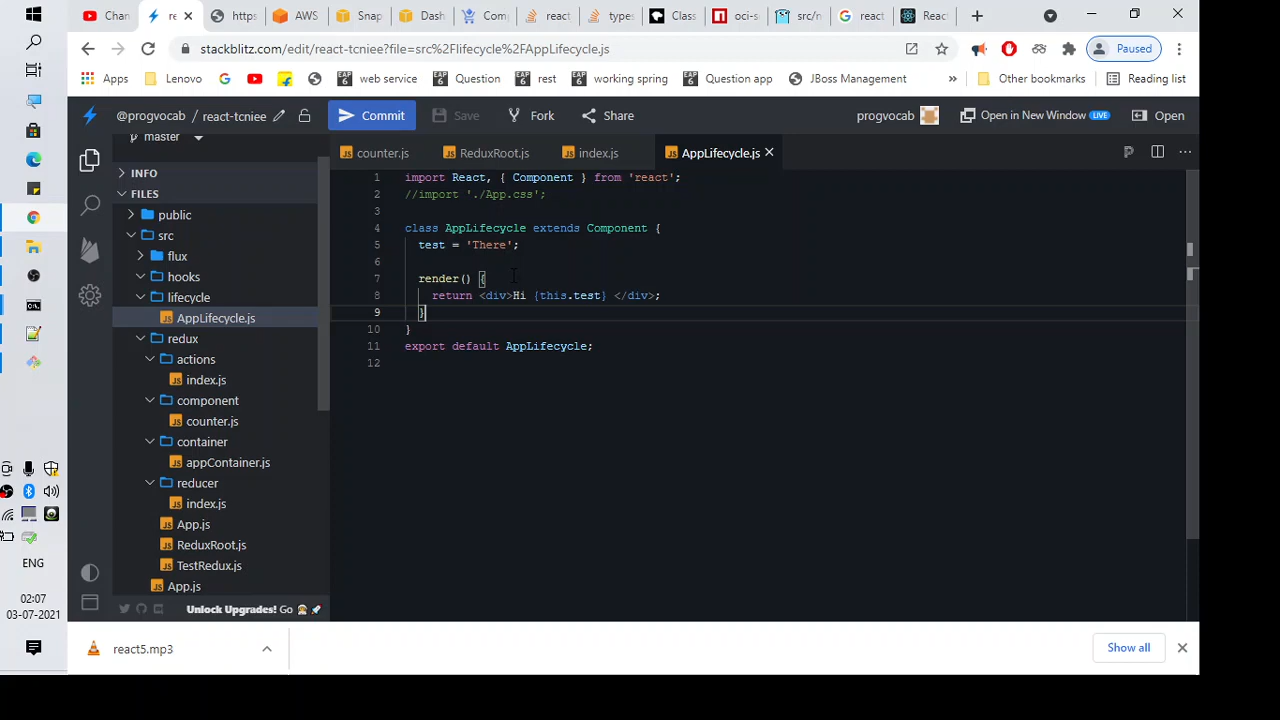 Chan
re
https
AWS
Snap
Dash
Comp
react
types
Class
oci-s
src/n
react
React
stackblitz.com/edit/react-tcniee?file=src%2Flifecycle%2FAppLifecycle.js
Paused
Apps
Lenovo
web service
Question
rest
working spring
Question app
JBoss Management
»
Other bookmarks
Reading list
@progvocab / react-tcniee
Commit
Save
Fork
Share
progvocab
Open in New Window LIVE
Open
master
counter.js
ReduxRoot.js
index.js
AppLifecycle.js
INFO
FILES
public
src
flux
hooks
lifecycle
AppLifecycle.js
redux
actions
index.js
component
counter.js
container
appContainer.js
reducer
index.js
App.js
ReduxRoot.js
TestRedux.js
App.js
Unlock Upgrades! Go
1 import React, { Component } from 'react';
2 //import './App.css';
3
4 class AppLifecycle extends Component {
5 test = 'There';
6
7 render() {
8 return <div>Hi {this.test} </div>;
9 }
10 }
11 export default AppLifecycle;
12
ENG
02:07
03-07-2021
react5.mp3
Show all